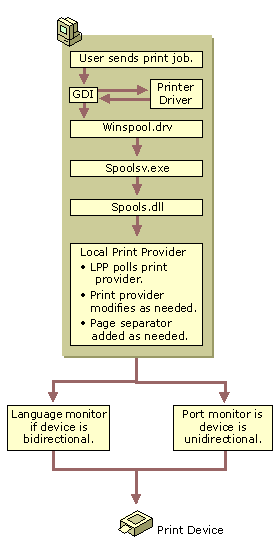 User sends print job.
GDI
Printer
Driver
Winspool.drv
Spoolsv.exe
Spools.dll
Local Print Provider
• LPP polls print
provider.
• Print provider
modifies as needed.
• Page separator
added as needed.
Language monitor
if device is
bidirectional.
Port monitor is
device is
unidirectional.
Print Device